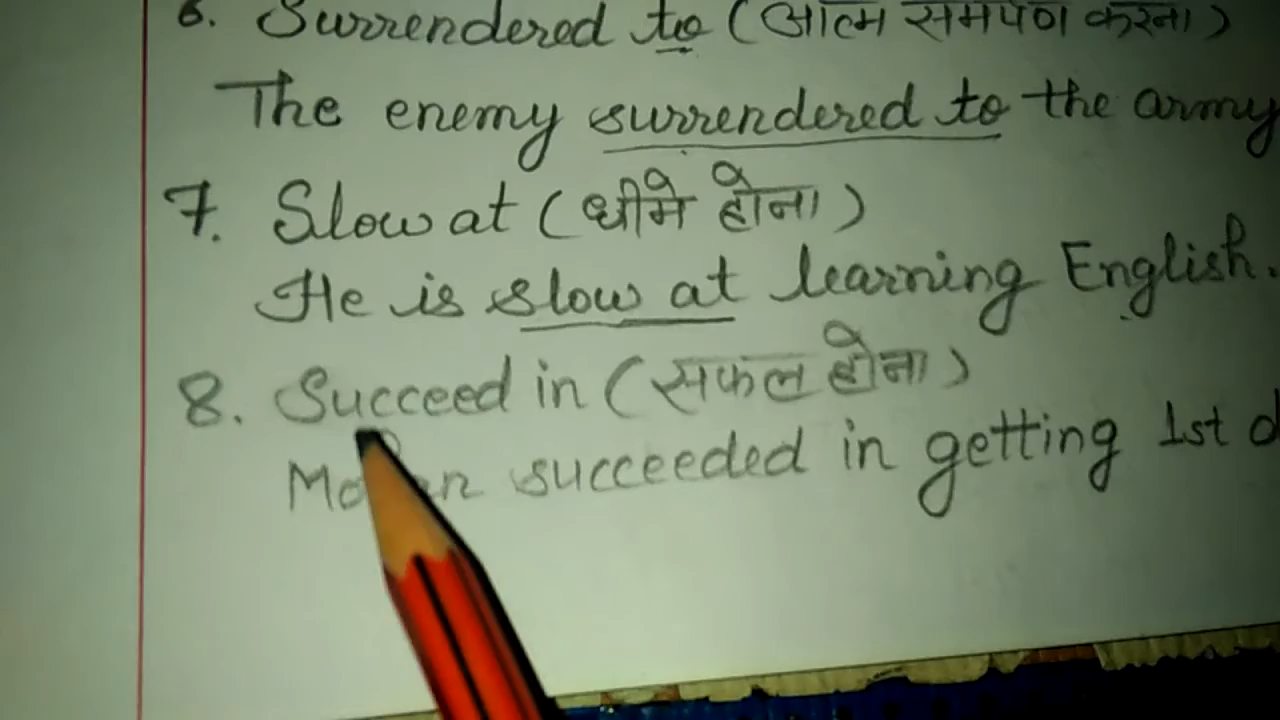 6. Surrendered to (आत्म समर्पण करना)
The enemy surrendered to the army
7. Slow at (धीमे होना)
He is slow at learning English.
8. Succeed in (सफल होना)
succeeded in getting 1st